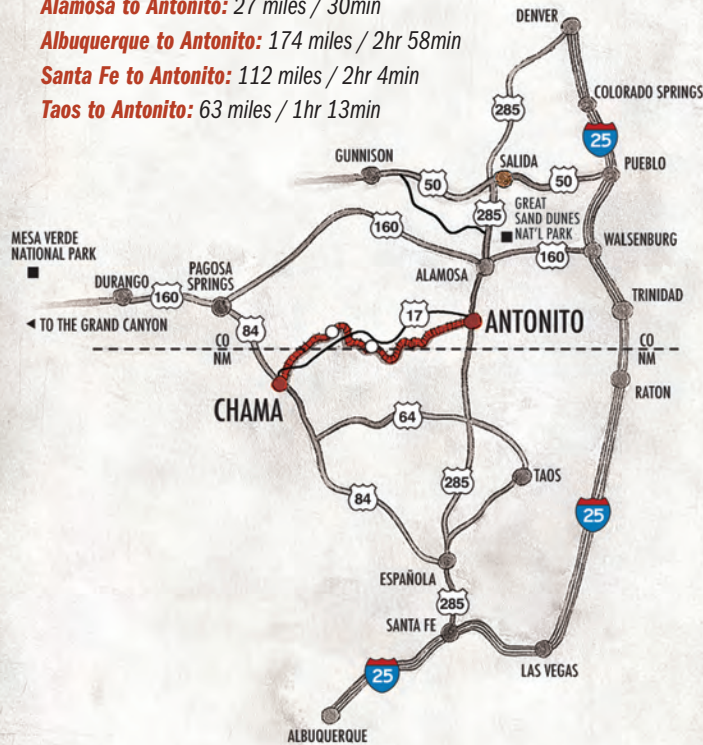 Alamosa to Antonito: 27 miles / 30min
Albuquerque to Antonito: 174 miles / 2hr 58min
Santa Fe to Antonito: 112 miles / 2hr 4min
Taos to Antonito: 63 miles / 1hr 13min
DENVER
285
COLORADO SPRINGS
25
GUNNISON
SALIDA
PUEBLO
50
50
285
GREAT
SAND DUNES
NAT'L PARK
160
MESA VERDE
NATIONAL PARK
WALSENBURG
160
ALAMOSA
DURANGO
160
PAGOSA
SPRINGS
TRINIDAD
◄ TO THE GRAND CANYON
84
17
ANTONITO
CO
NM
CO
NM
RATON
CHAMA
64
TAOS
285
84
25
ESPAÑOLA
285
SANTA FE
LAS VEGAS
25
ALBUQUERQUE